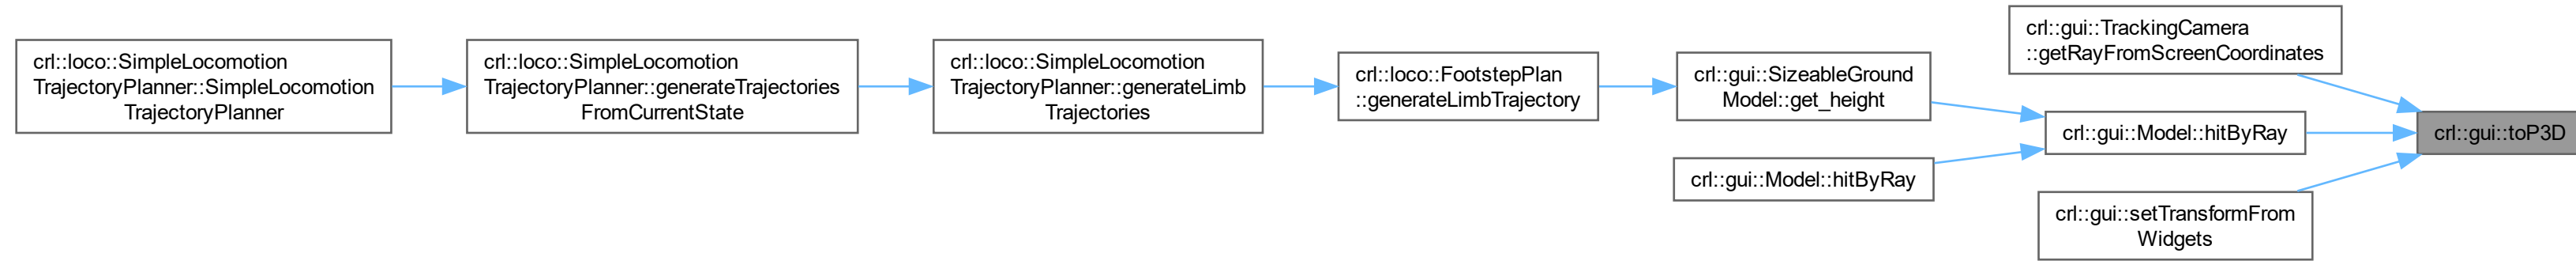 crl::loco::SimpleLocomotion
TrajectoryPlanner::SimpleLocomotion
TrajectoryPlanner
crl::loco::SimpleLocomotion
TrajectoryPlanner::generateTrajectories
FromCurrentState
crl::loco::SimpleLocomotion
TrajectoryPlanner::generateLimb
Trajectories
crl::loco::FootstepPlan
::generateLimbTrajectory
crl::gui::SizeableGround
Model::get_height
crl::gui::Model::hitByRay
crl::gui::TrackingCamera
::getRayFromScreenCoordinates
crl::gui::Model::hitByRay
crl::gui::setTransformFrom
Widgets
crl::gui::toP3D